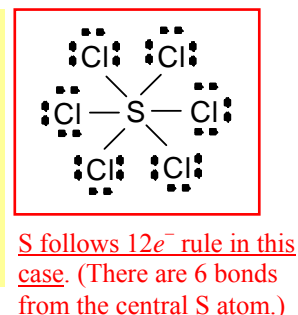 Cl Cl
Cl S Cl
Cl Cl
S follows 12e⁻ rule in this
case. (There are 6 bonds
from the central S atom.)